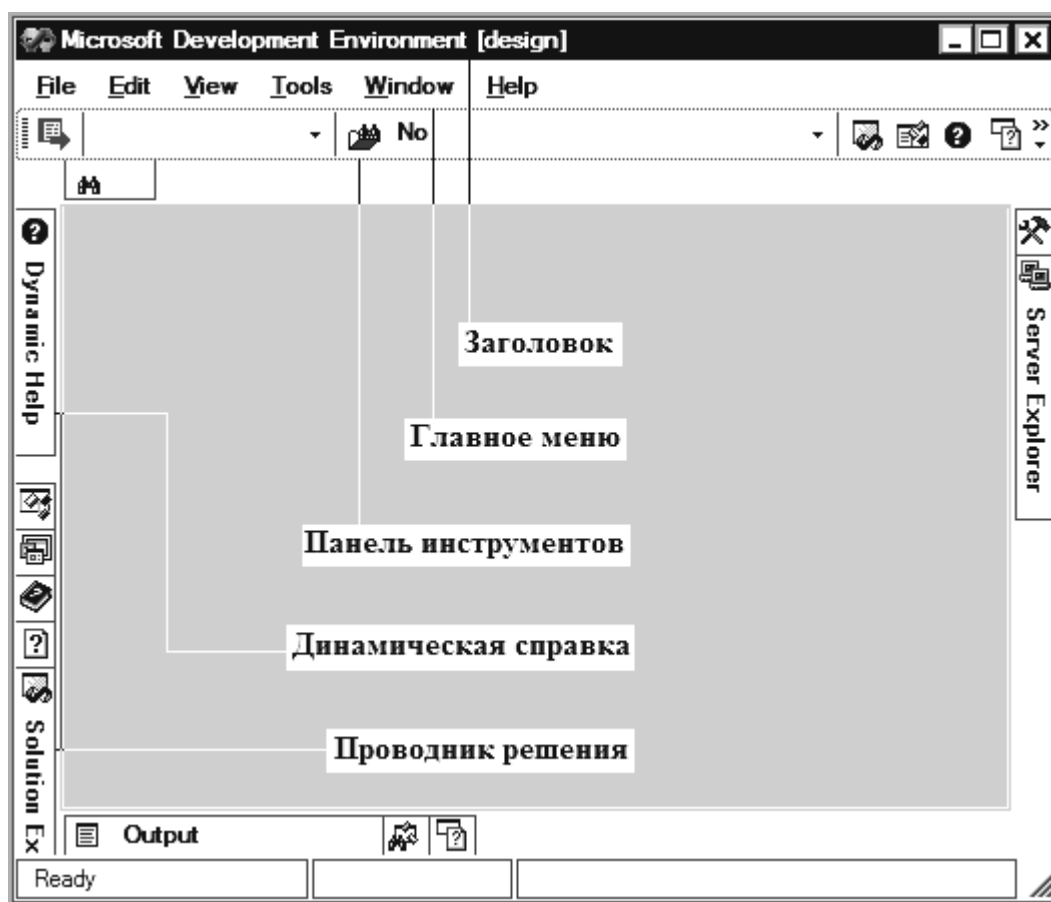 Microsoft Development Environment [design]
File Edit View Tools Window Help
No
Dynamic Help
Server Explorer
Заголовок
Главное меню
Панель инструментов
Динамическая справка
Проводник решения
Solution Ex
Output
Ready